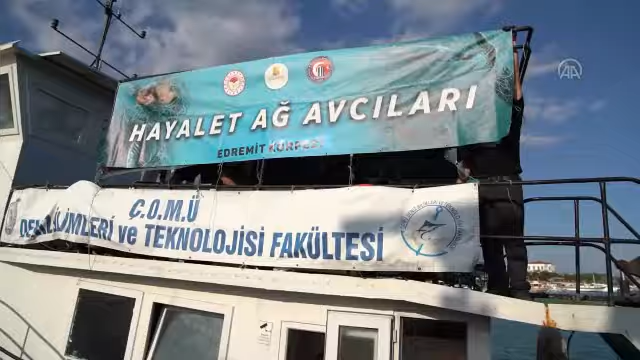 HAYALET AĞ AVCILARI
EDREMİT KÖRFEZİ
Ç.O.M.Ü
DENİZ BİLİMLERİ ve TEKNOLOJİSİ FAKÜLTESİ
AA